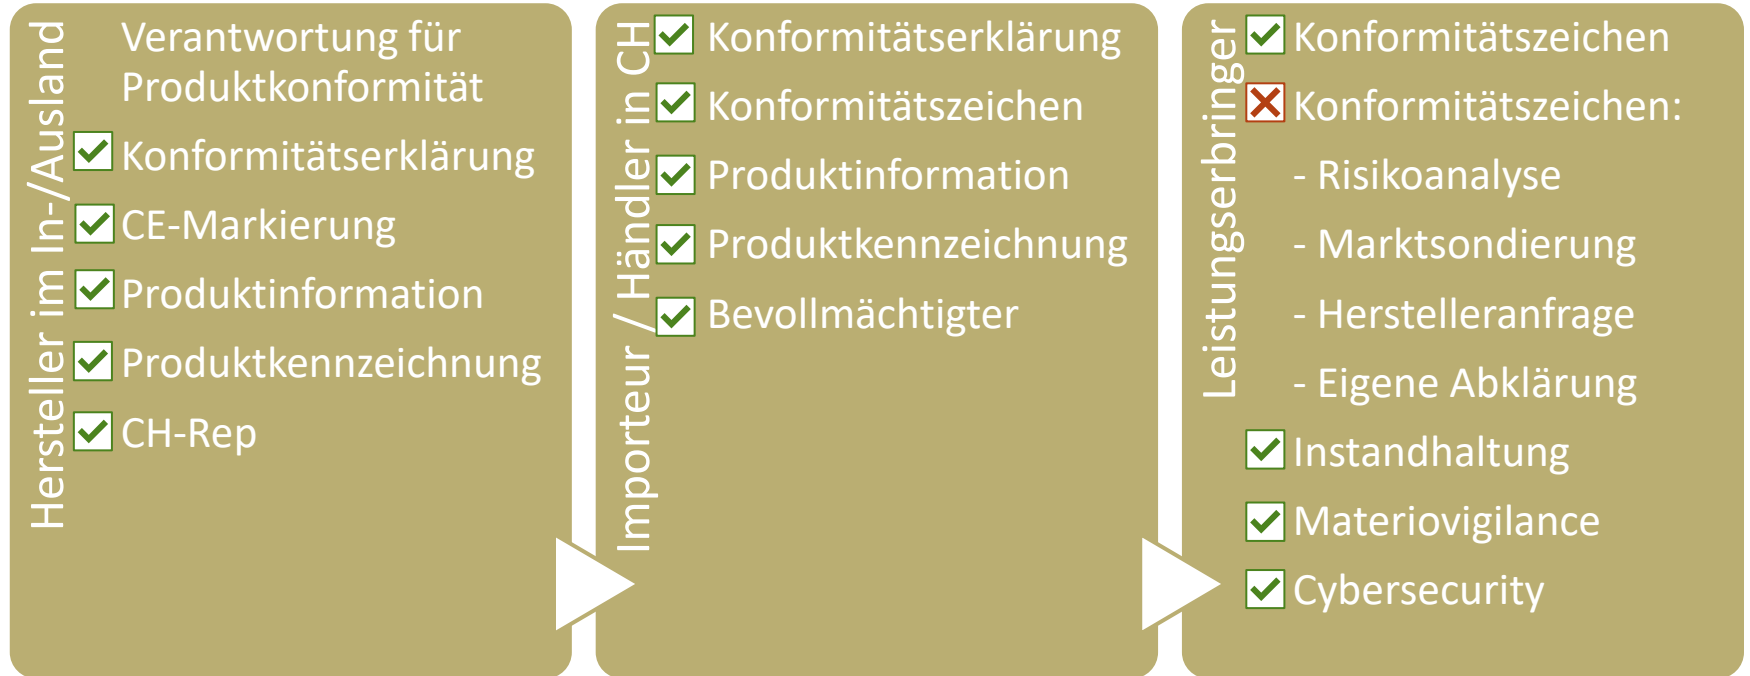 Hersteller im In-/Ausland
Verantwortung für
Produktkonformität
Konformitätserklärung
CE-Markierung
Produktinformation
Produktkennzeichnung
CH-Rep
Importeur / Händler in CH
Konformitätserklärung
Konformitätszeichen
Produktinformation
Produktkennzeichnung
Bevollmächtigter
Leistungserbringer
Konformitätszeichen
Konformitätszeichen:
- Risikoanalyse
- Marktsondierung
- Herstelleranfrage
- Eigene Abklärung
Instandhaltung
Materiovigilance
Cybersecurity